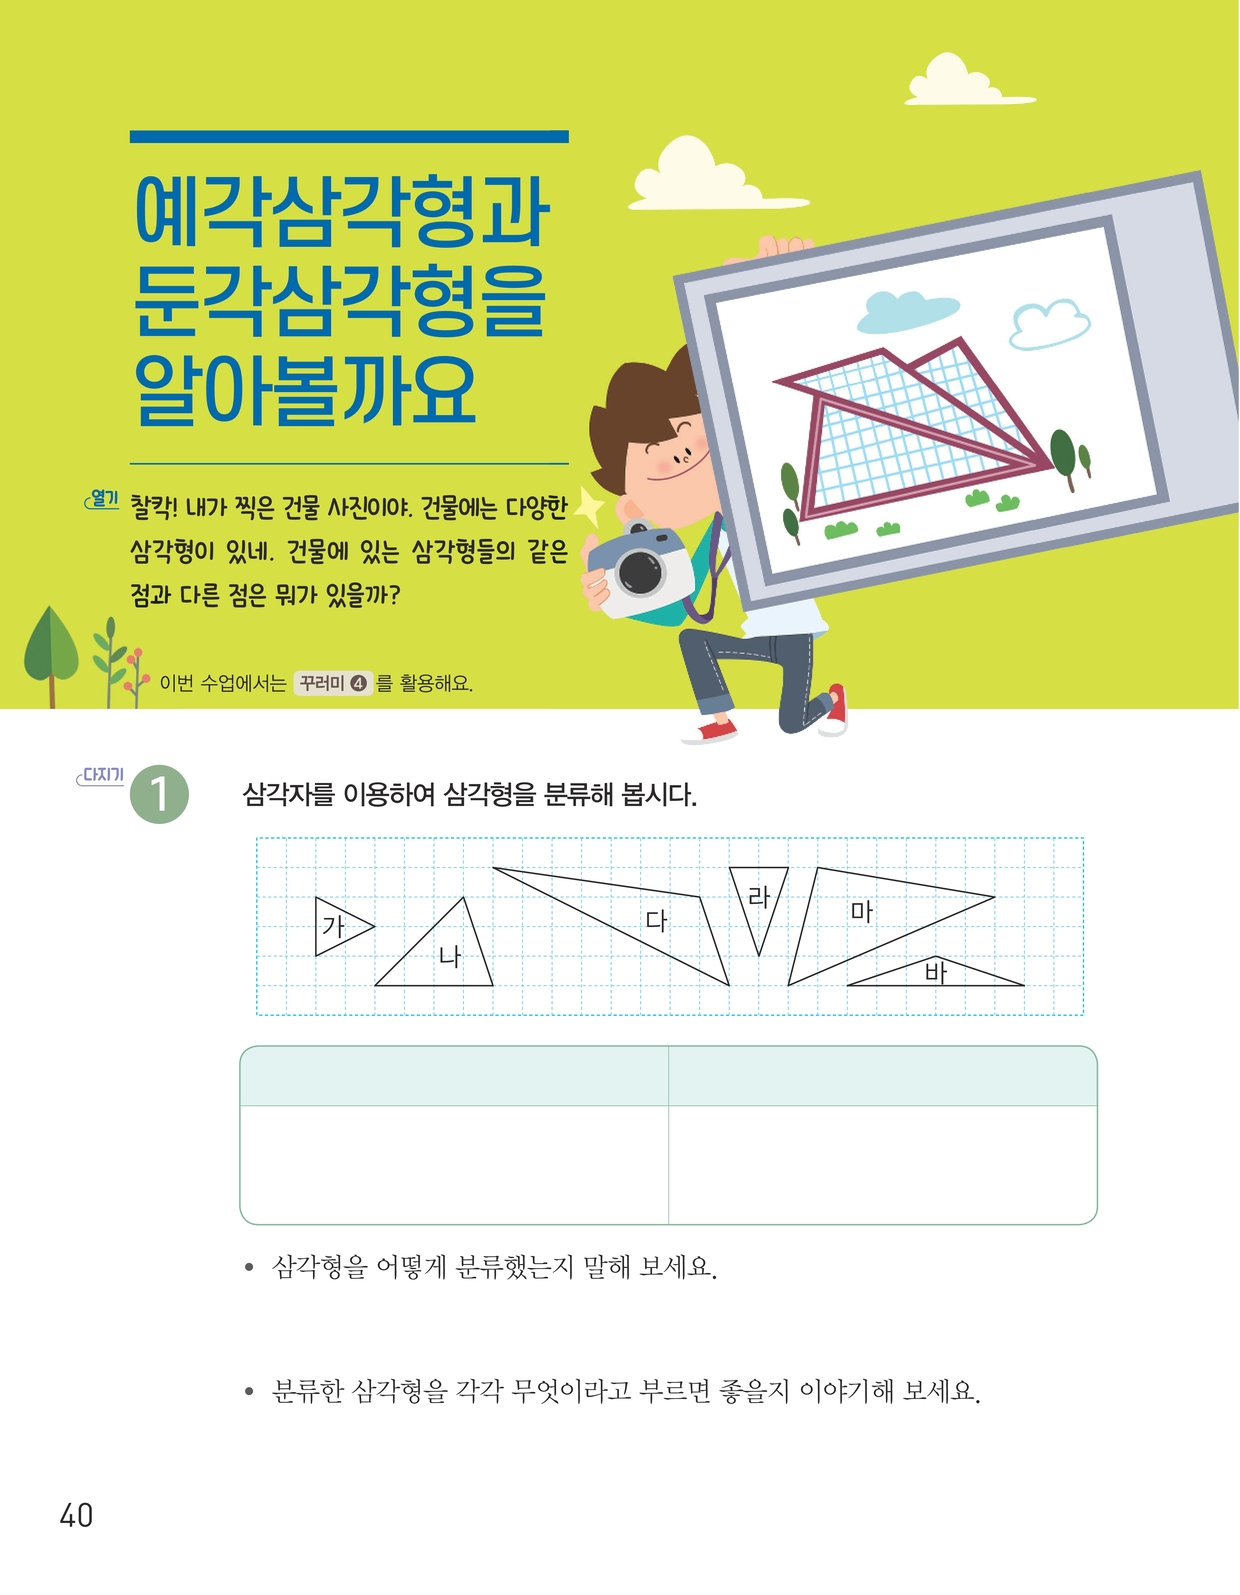 예각삼각형과
둔각삼각형을
알아볼까요
열기
찰칵! 내가 찍은 건물 사진이야. 건물에는 다양한
삼각형이 있네. 건물에 있는 삼각형들의 같은
점과 다른 점은 뭐가 있을까?
이번 수업에서는 꾸러미 4 를 활용해요.
다지기
1
삼각자를 이용하여 삼각형을 분류해 봅시다.
가
나
다
라
마
바
• 삼각형을 어떻게 분류했는지 말해 보세요.
• 분류한 삼각형을 각각 무엇이라고 부르면 좋을지 이야기해 보세요.
40